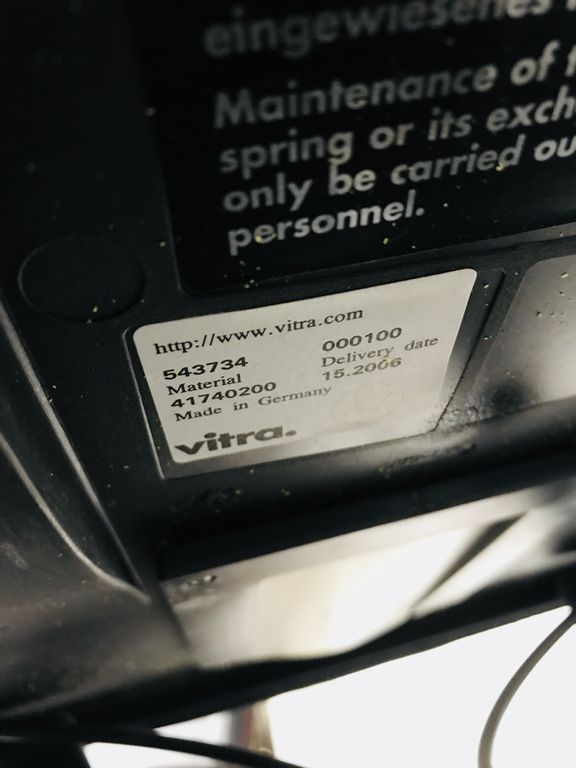 eingewiesenes
Maintenance of
spring or its exch
only be carried ou
personnel.
http://www.vitra.com
543734 000100
Material Delivery date
41740200 15.2006
Made in Germany
vitra.